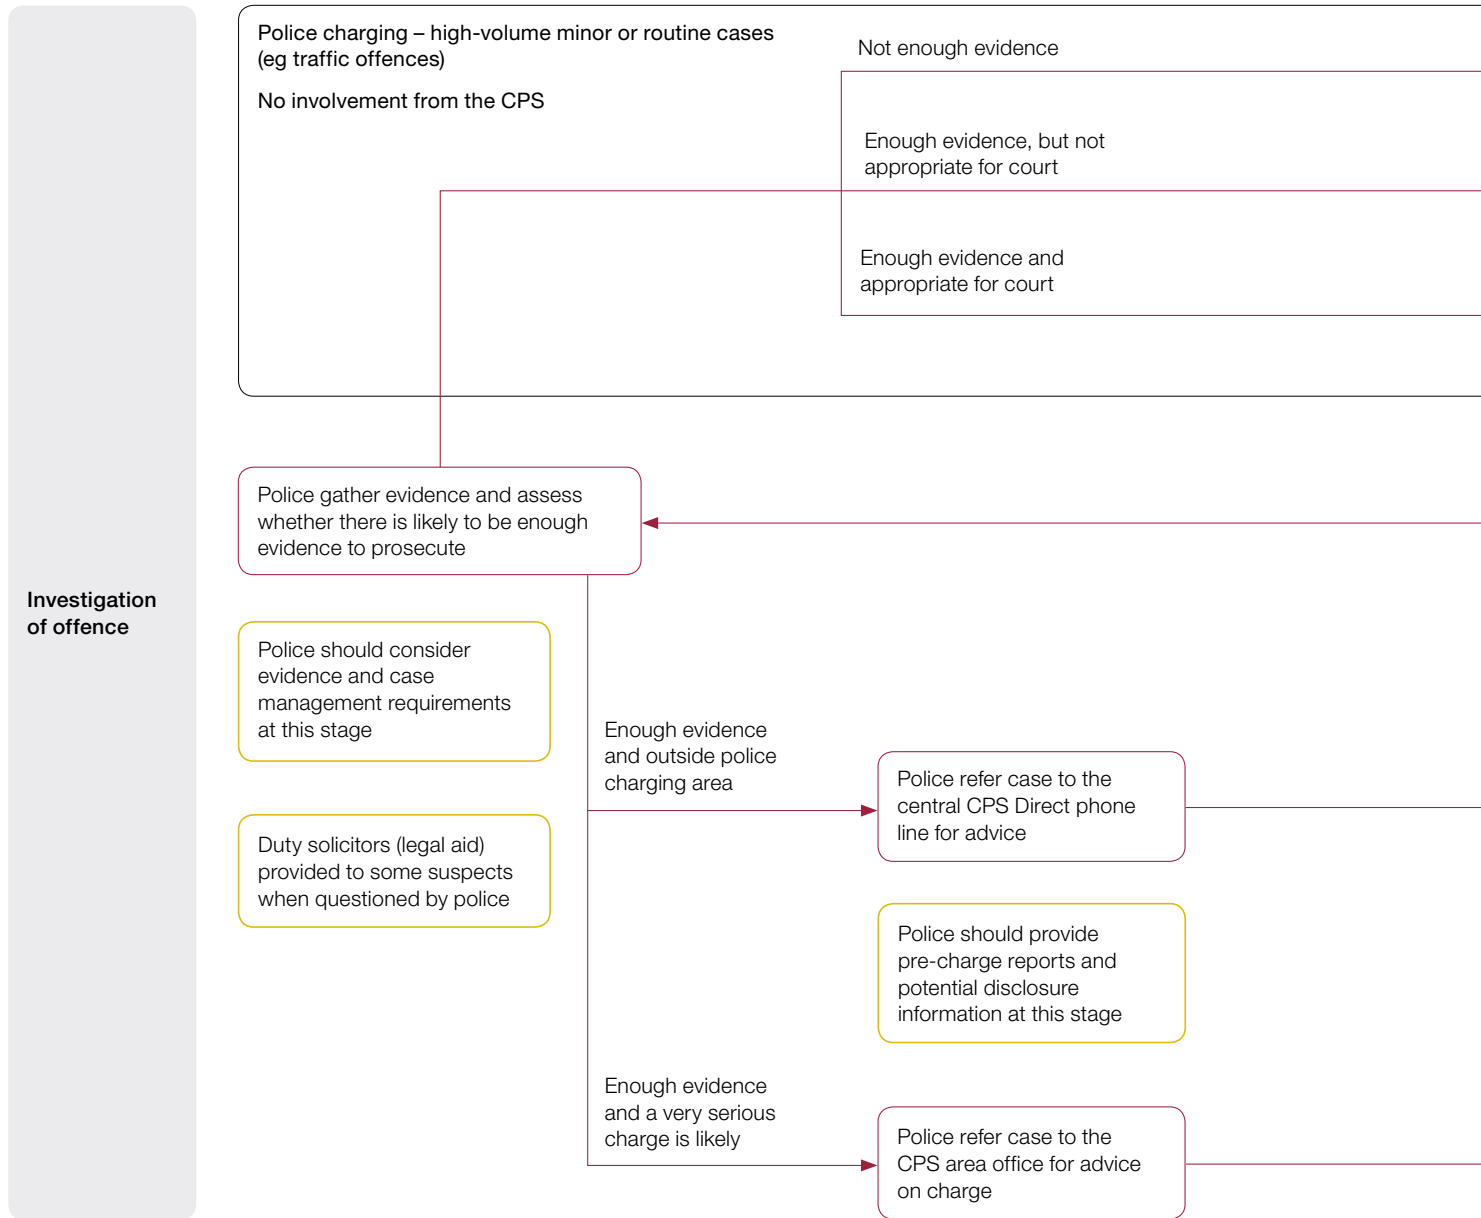 Police charging – high-volume minor or routine cases
(eg traffic offences)
No involvement from the CPS
Not enough evidence
Enough evidence, but not
appropriate for court
Enough evidence and
appropriate for court
Investigation
of offence
Police gather evidence and assess
whether there is likely to be enough
evidence to prosecute
Police should consider
evidence and case
management requirements
at this stage
Duty solicitors (legal aid)
provided to some suspects
when questioned by police
Enough evidence
and outside police
charging area
Police refer case to the
central CPS Direct phone
line for advice
Police should provide
pre-charge reports and
potential disclosure
information at this stage
Enough evidence
and a very serious
charge is likely
Police refer case to the
CPS area office for advice
on charge